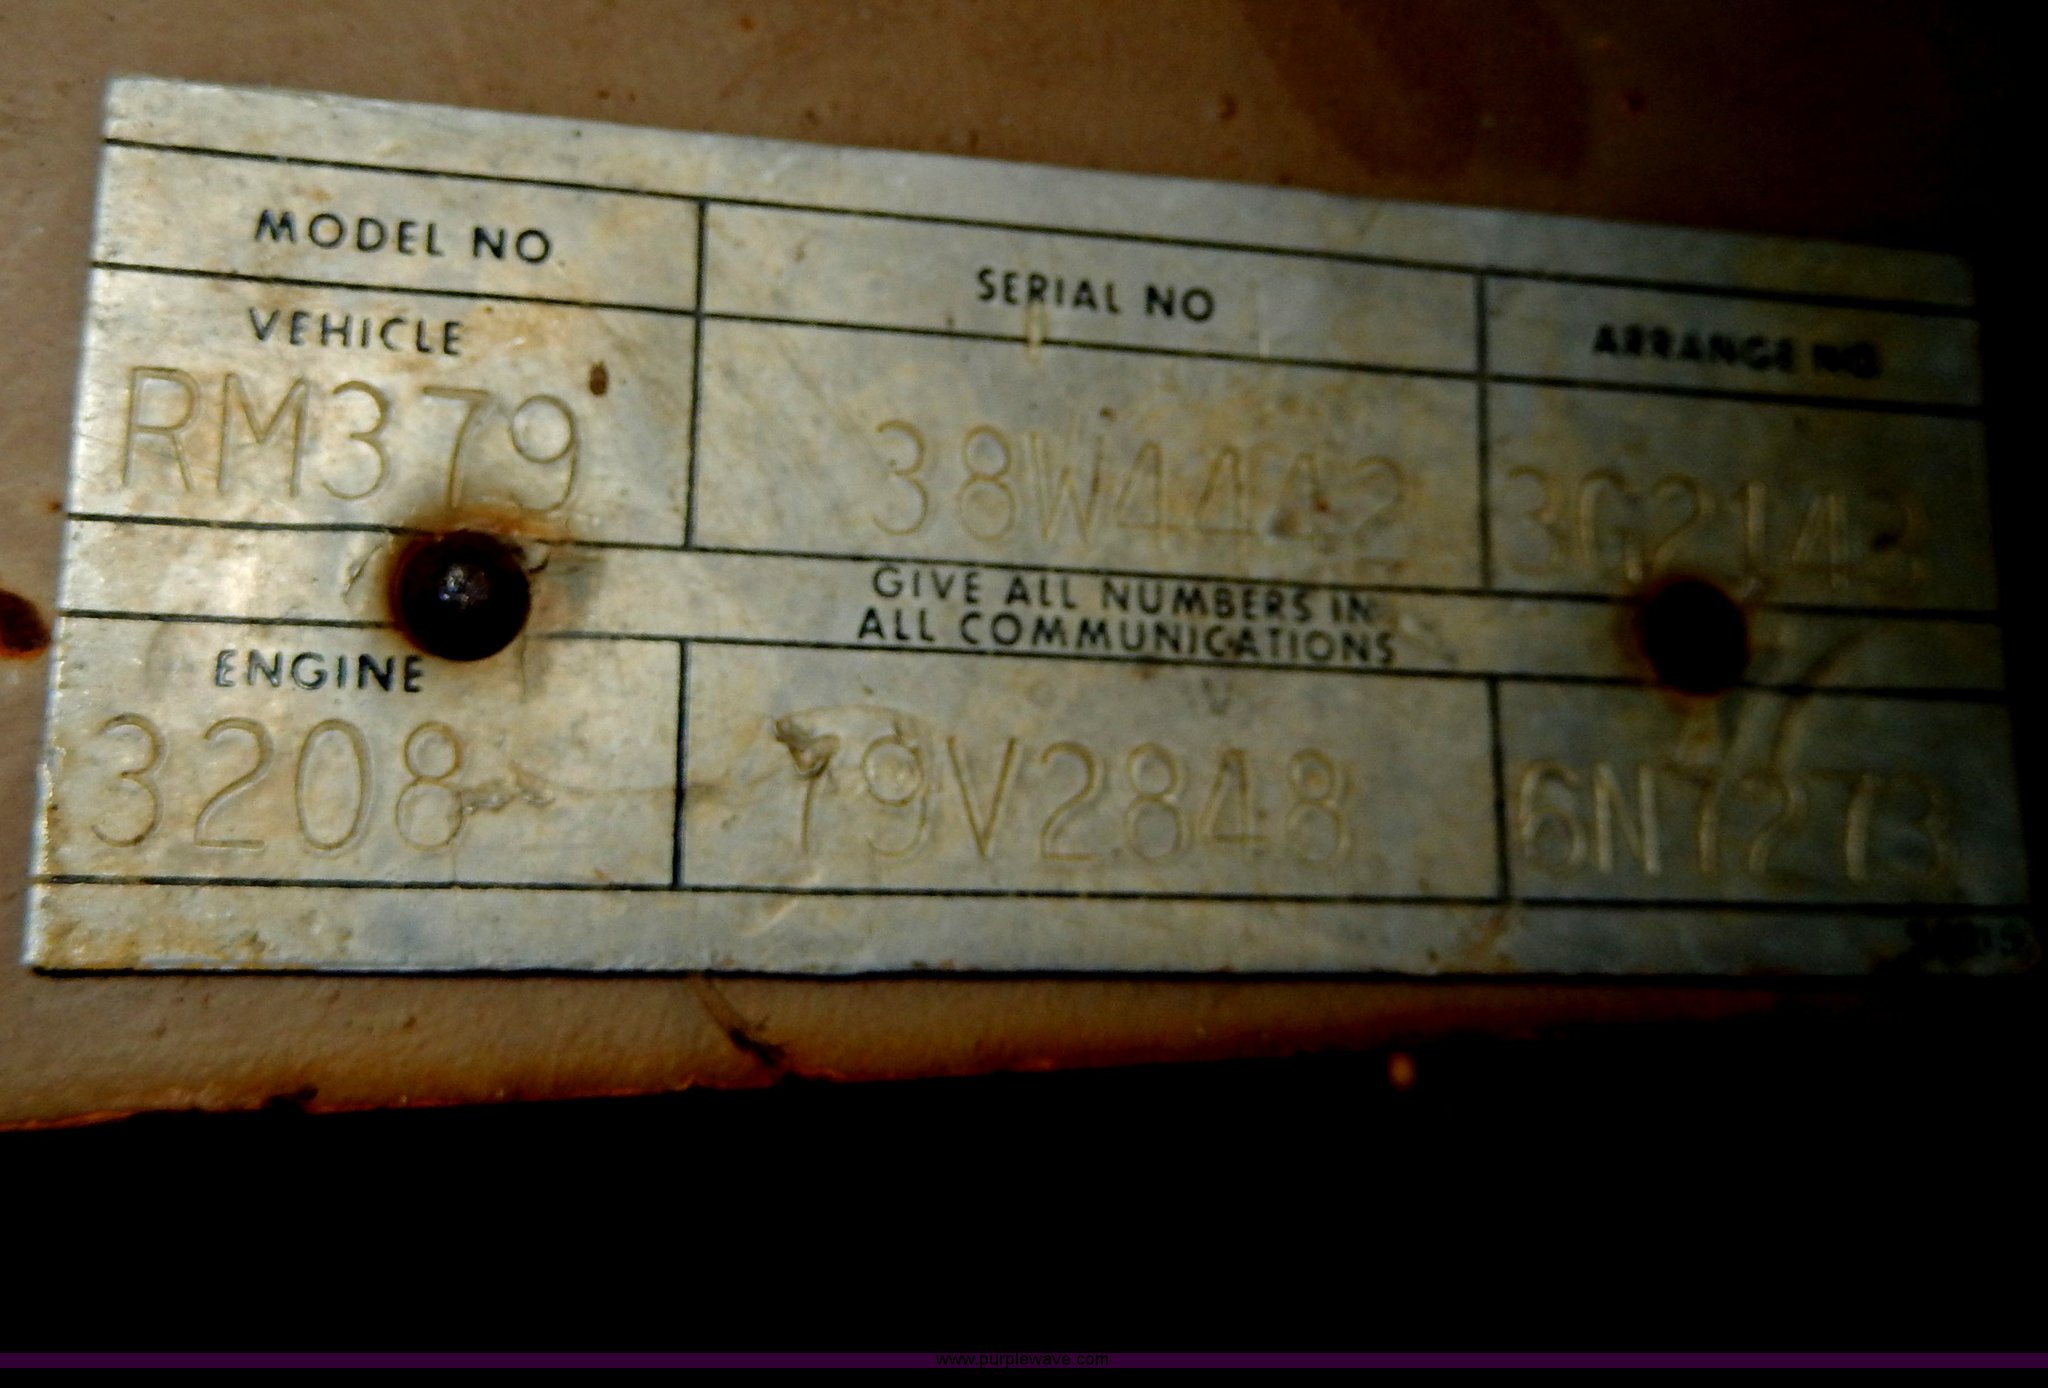 MODEL NO SERIAL NO ARRANGE NO
VEHICLE
RM379 38W4442
GIVE ALL NUMBERS IN
ALL COMMUNICATIONS
ENGINE
3208 79V2848 6N7273
www.purplewave.com